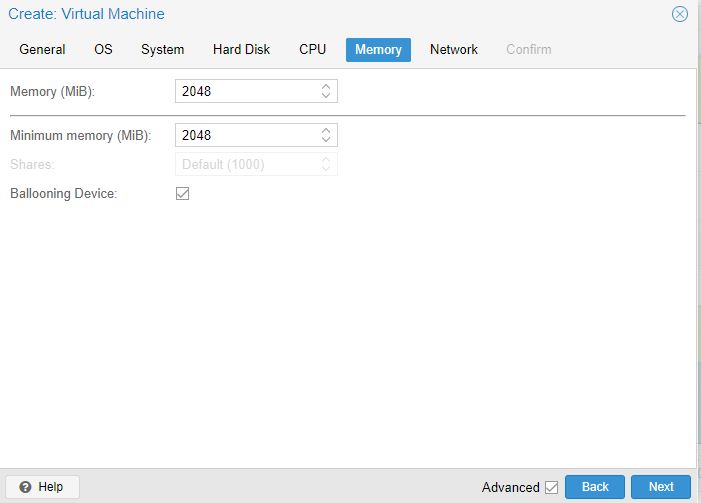 Create: Virtual Machine
General OS System Hard Disk CPU Memory Network Confirm
Memory (MiB): 2048
Minimum memory (MiB): 2048
Shares: Default (1000)
Ballooning Device:
Help Advanced Back Next